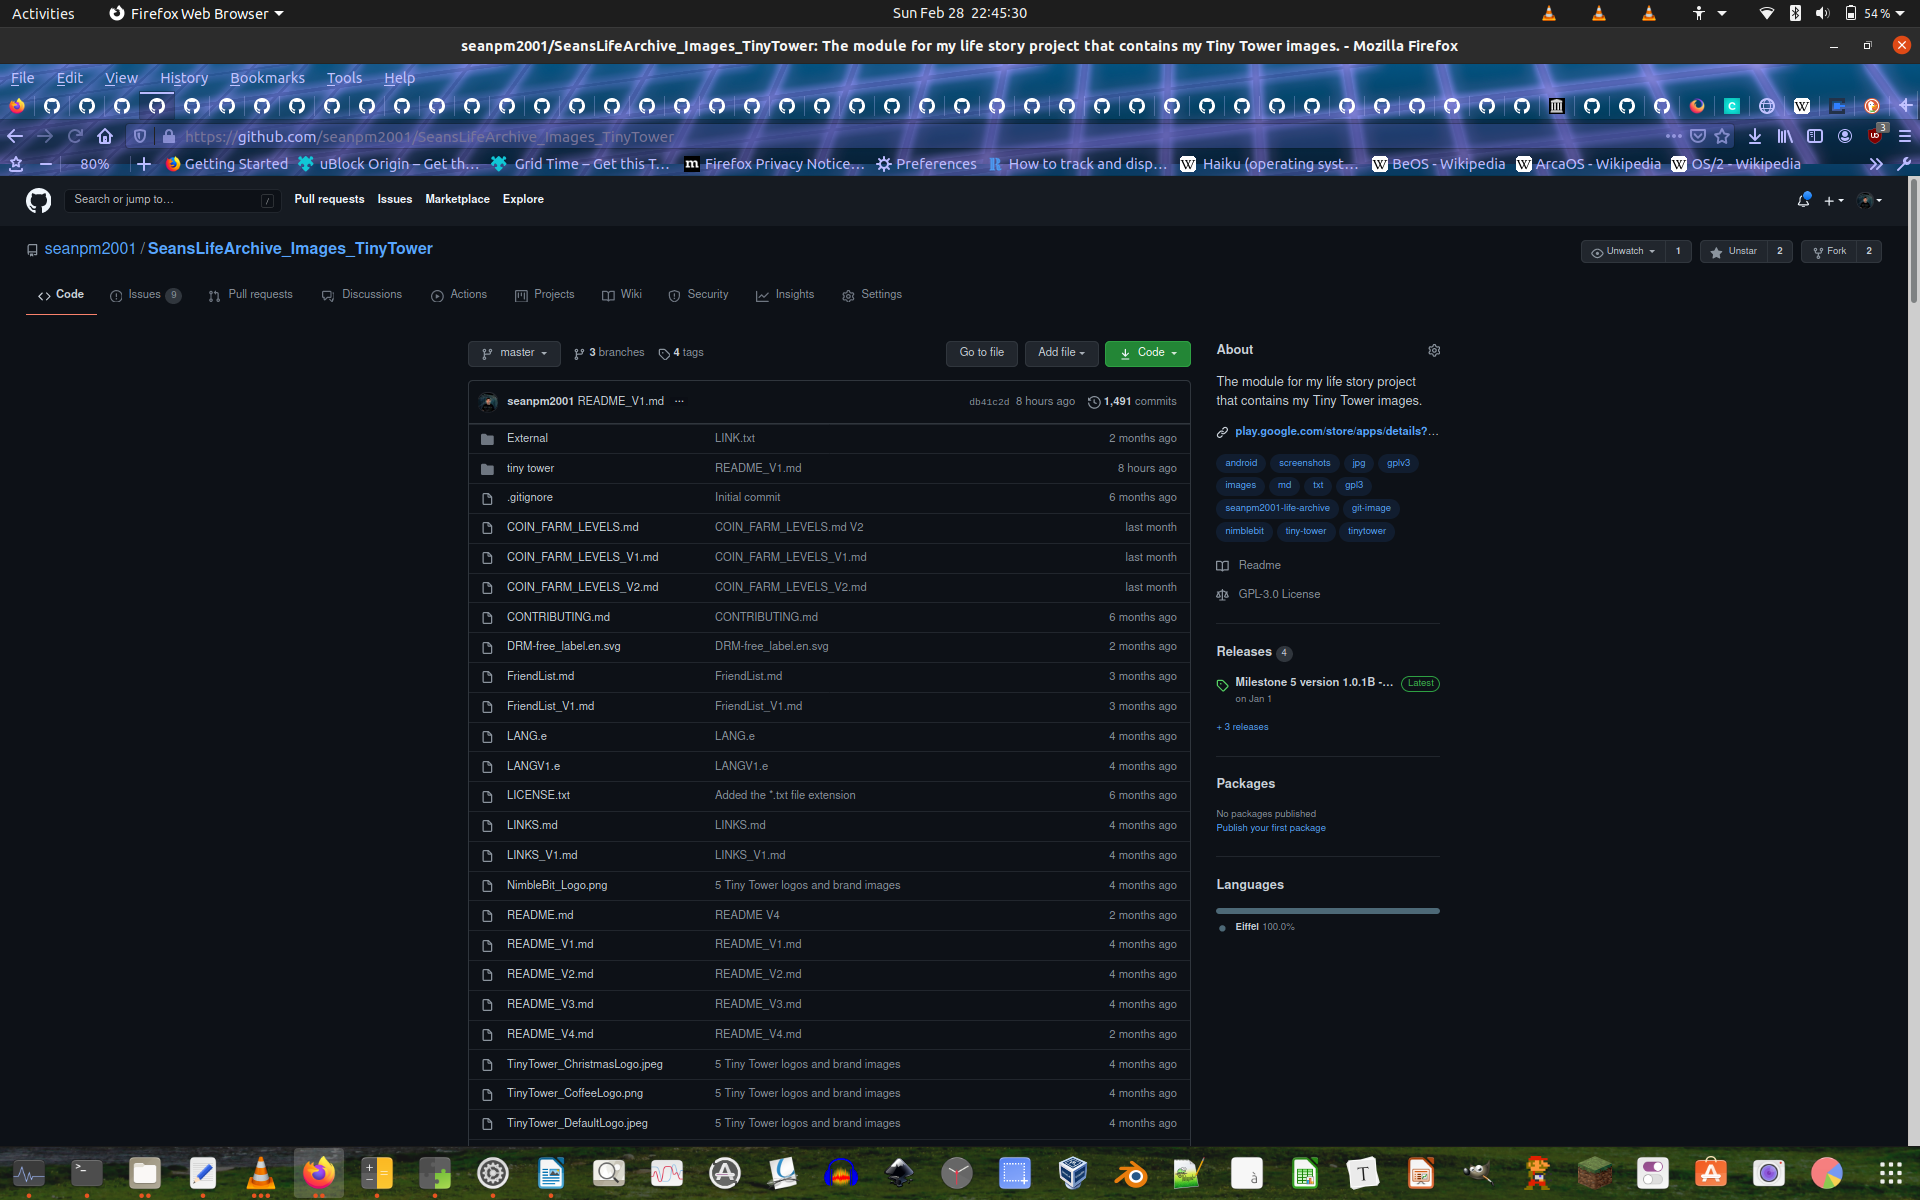 Activities Firefox Web Browser Sun Feb 28 22:45:30 54 %
seanpm2001/SeansLifeArchive_Images_TinyTower: The module for my life story project that contains my Tiny Tower images. - Mozilla Firefox
File Edit View History Bookmarks Tools Help
https://github.com/seanpm2001/SeansLifeArchive_Images_TinyTower 3
80% Getting Started uBlock Origin – Get th… Grid Time – Get this T… Firefox Privacy Notice… Preferences How to track and disp… Haiku (operating syst… BeOS - Wikipedia ArcaOS - Wikipedia OS/2 - Wikipedia
Search or jump to… / Pull requests Issues Marketplace Explore
seanpm2001 / SeansLifeArchive_Images_TinyTower Unwatch 1 Unstar 2 Fork 2
Code Issues 9 Pull requests Discussions Actions Projects Wiki Security Insights Settings
master 3 branches 4 tags Go to file Add file Code
seanpm2001 README_V1.md ... db41c2d 8 hours ago 1,491 commits
External LINK.txt 2 months ago
tiny tower README_V1.md 8 hours ago
.gitignore Initial commit 6 months ago
COIN_FARM_LEVELS.md COIN_FARM_LEVELS.md V2 last month
COIN_FARM_LEVELS_V1.md COIN_FARM_LEVELS_V1.md last month
COIN_FARM_LEVELS_V2.md COIN_FARM_LEVELS_V2.md last month
CONTRIBUTING.md CONTRIBUTING.md 6 months ago
DRM-free_label.en.svg DRM-free_label.en.svg 2 months ago
FriendList.md FriendList.md 3 months ago
FriendList_V1.md FriendList_V1.md 3 months ago
LANG.e LANG.e 4 months ago
LANGV1.e LANGV1.e 4 months ago
LICENSE.txt Added the *.txt file extension 6 months ago
LINKS.md LINKS.md 4 months ago
LINKS_V1.md LINKS_V1.md 4 months ago
NimbleBit_Logo.png 5 Tiny Tower logos and brand images 4 months ago
README.md README V4 2 months ago
README_V1.md README_V1.md 4 months ago
README_V2.md README_V2.md 4 months ago
README_V3.md README_V3.md 4 months ago
README_V4.md README_V4.md 2 months ago
TinyTower_ChristmasLogo.jpeg 5 Tiny Tower logos and brand images 4 months ago
TinyTower_CoffeeLogo.png 5 Tiny Tower logos and brand images 4 months ago
TinyTower_DefaultLogo.jpeg 5 Tiny Tower logos and brand images 4 months ago
About
The module for my life story project
that contains my Tiny Tower images.
play.google.com/store/apps/details?…
android screenshots jpg gplv3
images md txt gpl3
seanpm2001-life-archive git-image
nimblebit tiny-tower tinytower
Readme
GPL-3.0 License
Releases 4
Milestone 5 version 1.0.1B -… Latest
on Jan 1
+ 3 releases
Packages
No packages published
Publish your first package
Languages
Eiffel 100.0%